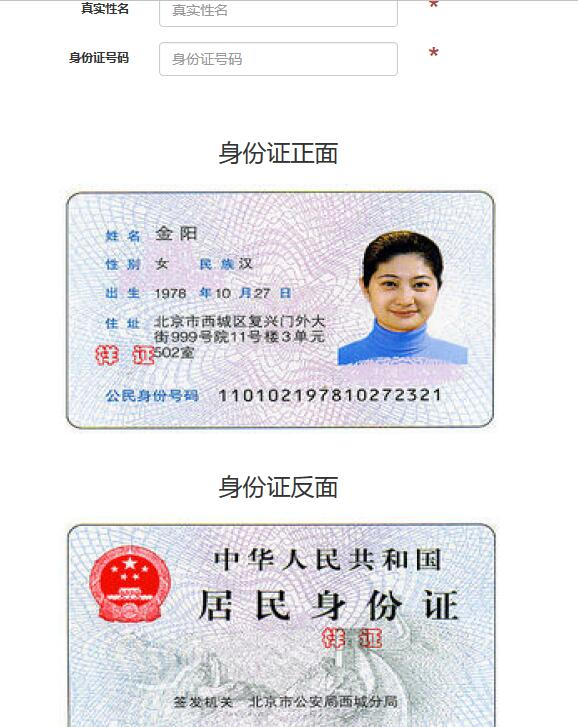 真实性名
真实性名
*
身份证号码
身份证号码
*
身份证正面
姓名 金阳
性别 女 民族 汉
出生 1978 年 10 月 27 日
住址 北京市西城区复兴门外大
街999号院11号楼3单元
502室
样 证
公民身份号码 110102197810272321
身份证反面
中华人民共和国
居民身份证
样 证
签发机关 北京市公安局西城分局